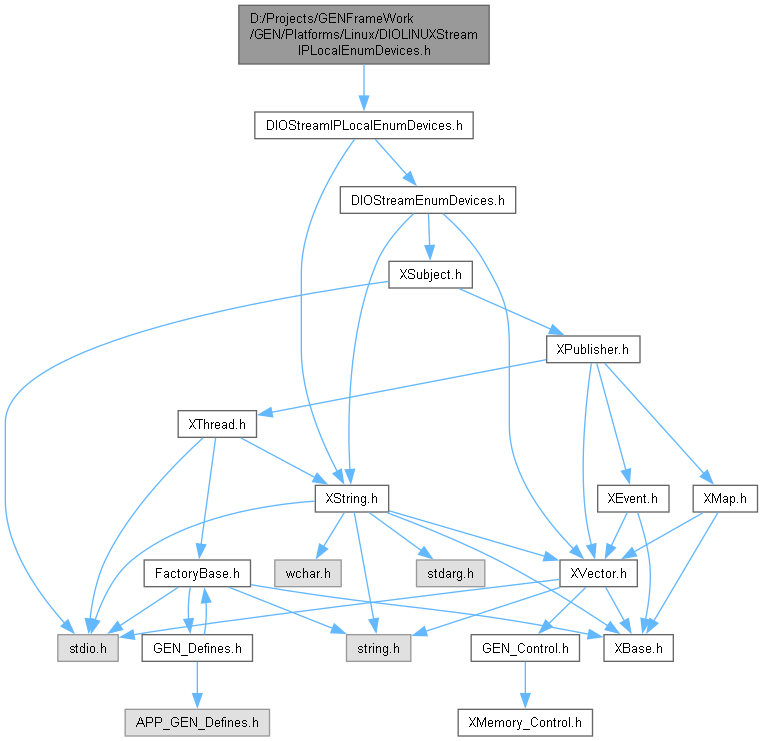 D:/Projects/GENFrameWork
/GEN/Platforms/Linux/DIOLINUXStream
IPLocalEnumDevices.h
DIOStreamIPLocalEnumDevices.h
DIOStreamEnumDevices.h
XSubject.h
XPublisher.h
XThread.h
XString.h
XEvent.h
XMap.h
FactoryBase.h
wchar.h
stdarg.h
XVector.h
stdio.h
GEN_Defines.h
string.h
GEN_Control.h
XBase.h
APP_GEN_Defines.h
XMemory_Control.h